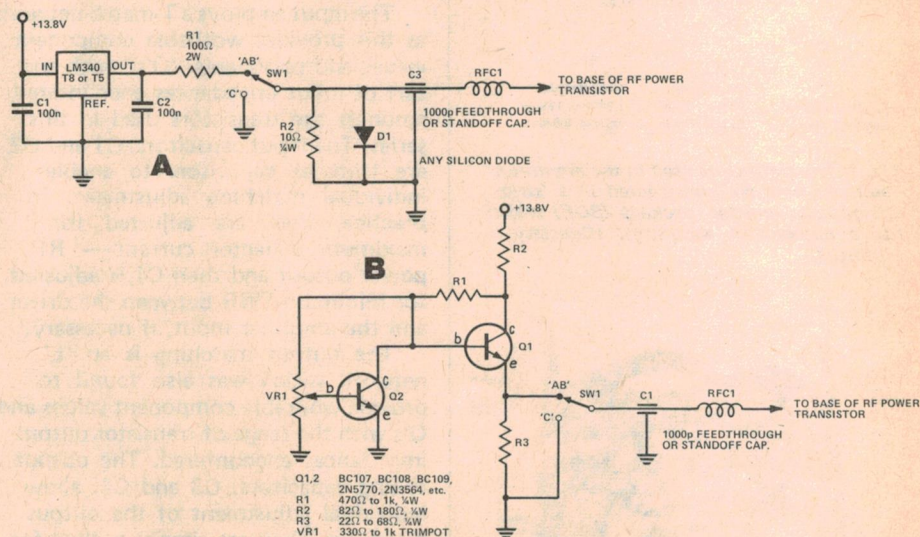 +13.8V
IN
LM340
T8 or T5
OUT
REF.
C1
100n
C2
100n
R1
100Ω
2W
'AB'
'C'
SW1
R2
10Ω
¼W
D1
ANY SILICON DIODE
C3
1000p FEEDTHROUGH
OR STANDOFF CAP.
RFC1
TO BASE OF RF POWER
TRANSISTOR
A
B
+13.8V
R2
R1
b
c
Q1
e
VR1
b
c
Q2
e
R3
'AB'
'C'
SW1
C1
1000p FEEDTHROUGH
OR STANDOFF CAP.
RFC1
TO BASE OF RF POWER
TRANSISTOR
Q1,2 BC107, BC108, BC109,
2N5770, 2N3564, etc.
R1 470Ω to 1k, ¼W
R2 82Ω to 180Ω, ¼W
R3 22Ω to 68Ω, ¼W
VR1 330Ω to 1k TRIMPOT